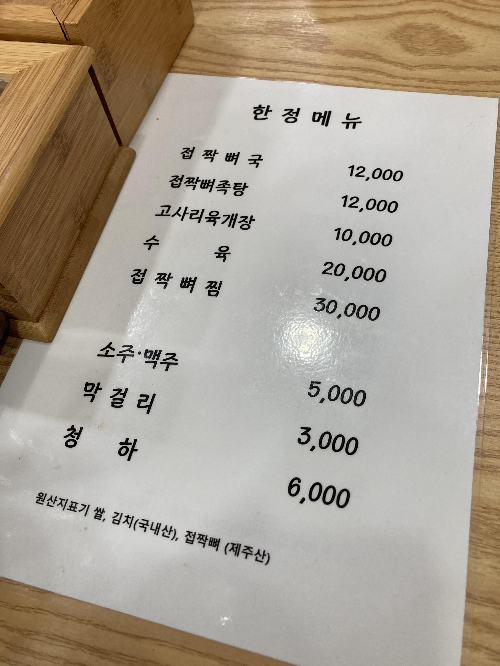 한정메뉴
접 짝 뼈 국 12,000
접짝뼈족탕 12,000
고사리육개장 10,000
수 육 20,000
접 짝 뼈 찜 30,000
소주·맥주 5,000
막 걸 리 3,000
청 하 6,000
원산지표기 쌀, 김치(국내산), 접짝뼈 (제주산)